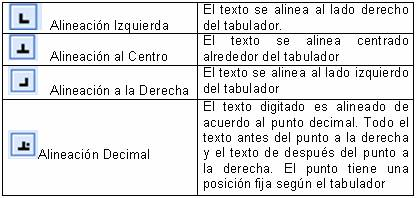 Alineación Izquierda
El texto se alinea al lado derecho
del tabulador.
Alineación al Centro
El texto se alinea centrado
alrededor del tabulador
Alineación a la Derecha
El texto se alinea al lado izquierdo
del tabulador
Alineación Decimal
El texto digitado es alineado de
acuerdo al punto decimal. Todo el
texto antes del punto a la derecha
y el texto de después del punto a
la derecha. El punto tiene una
posición fija según el tabulador